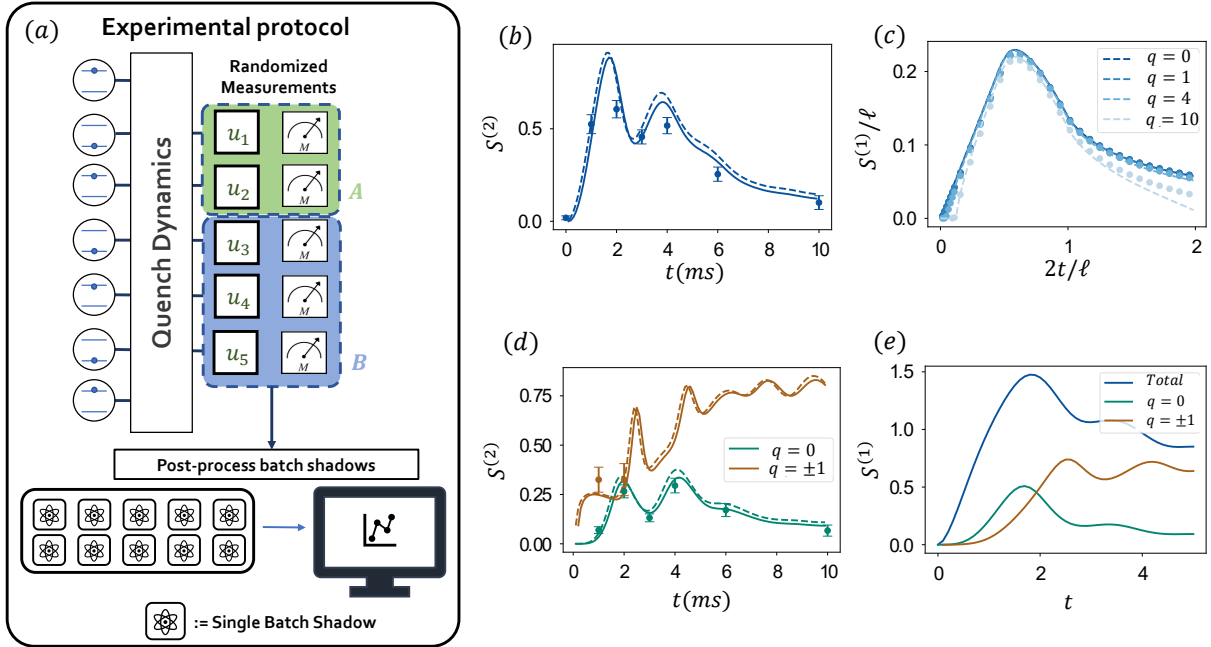 (a)
Experimental protocol
Randomized
Measurements
Quench Dynamics
u₁
M
u₂
M
A
u₃
M
u₄
M
u₅
M
B
Post-process batch shadows
:= Single Batch Shadow
(b)
S⁽²⁾
0.5
0.0
0 2 4 6 8 10
t(ms)
(c)
S⁽¹⁾/ℓ
0.2
0.1
0.0
0 1 2
2t/ℓ
q = 0
q = 1
q = 4
q = 10
(d)
S⁽²⁾
0.75
0.50
0.25
0.00
0 2 4 6 8 10
t(ms)
q = 0
q = ±1
(e)
S⁽¹⁾
1.5
1.0
0.5
0.0
0 2 4
t
Total
q = 0
q = ±1